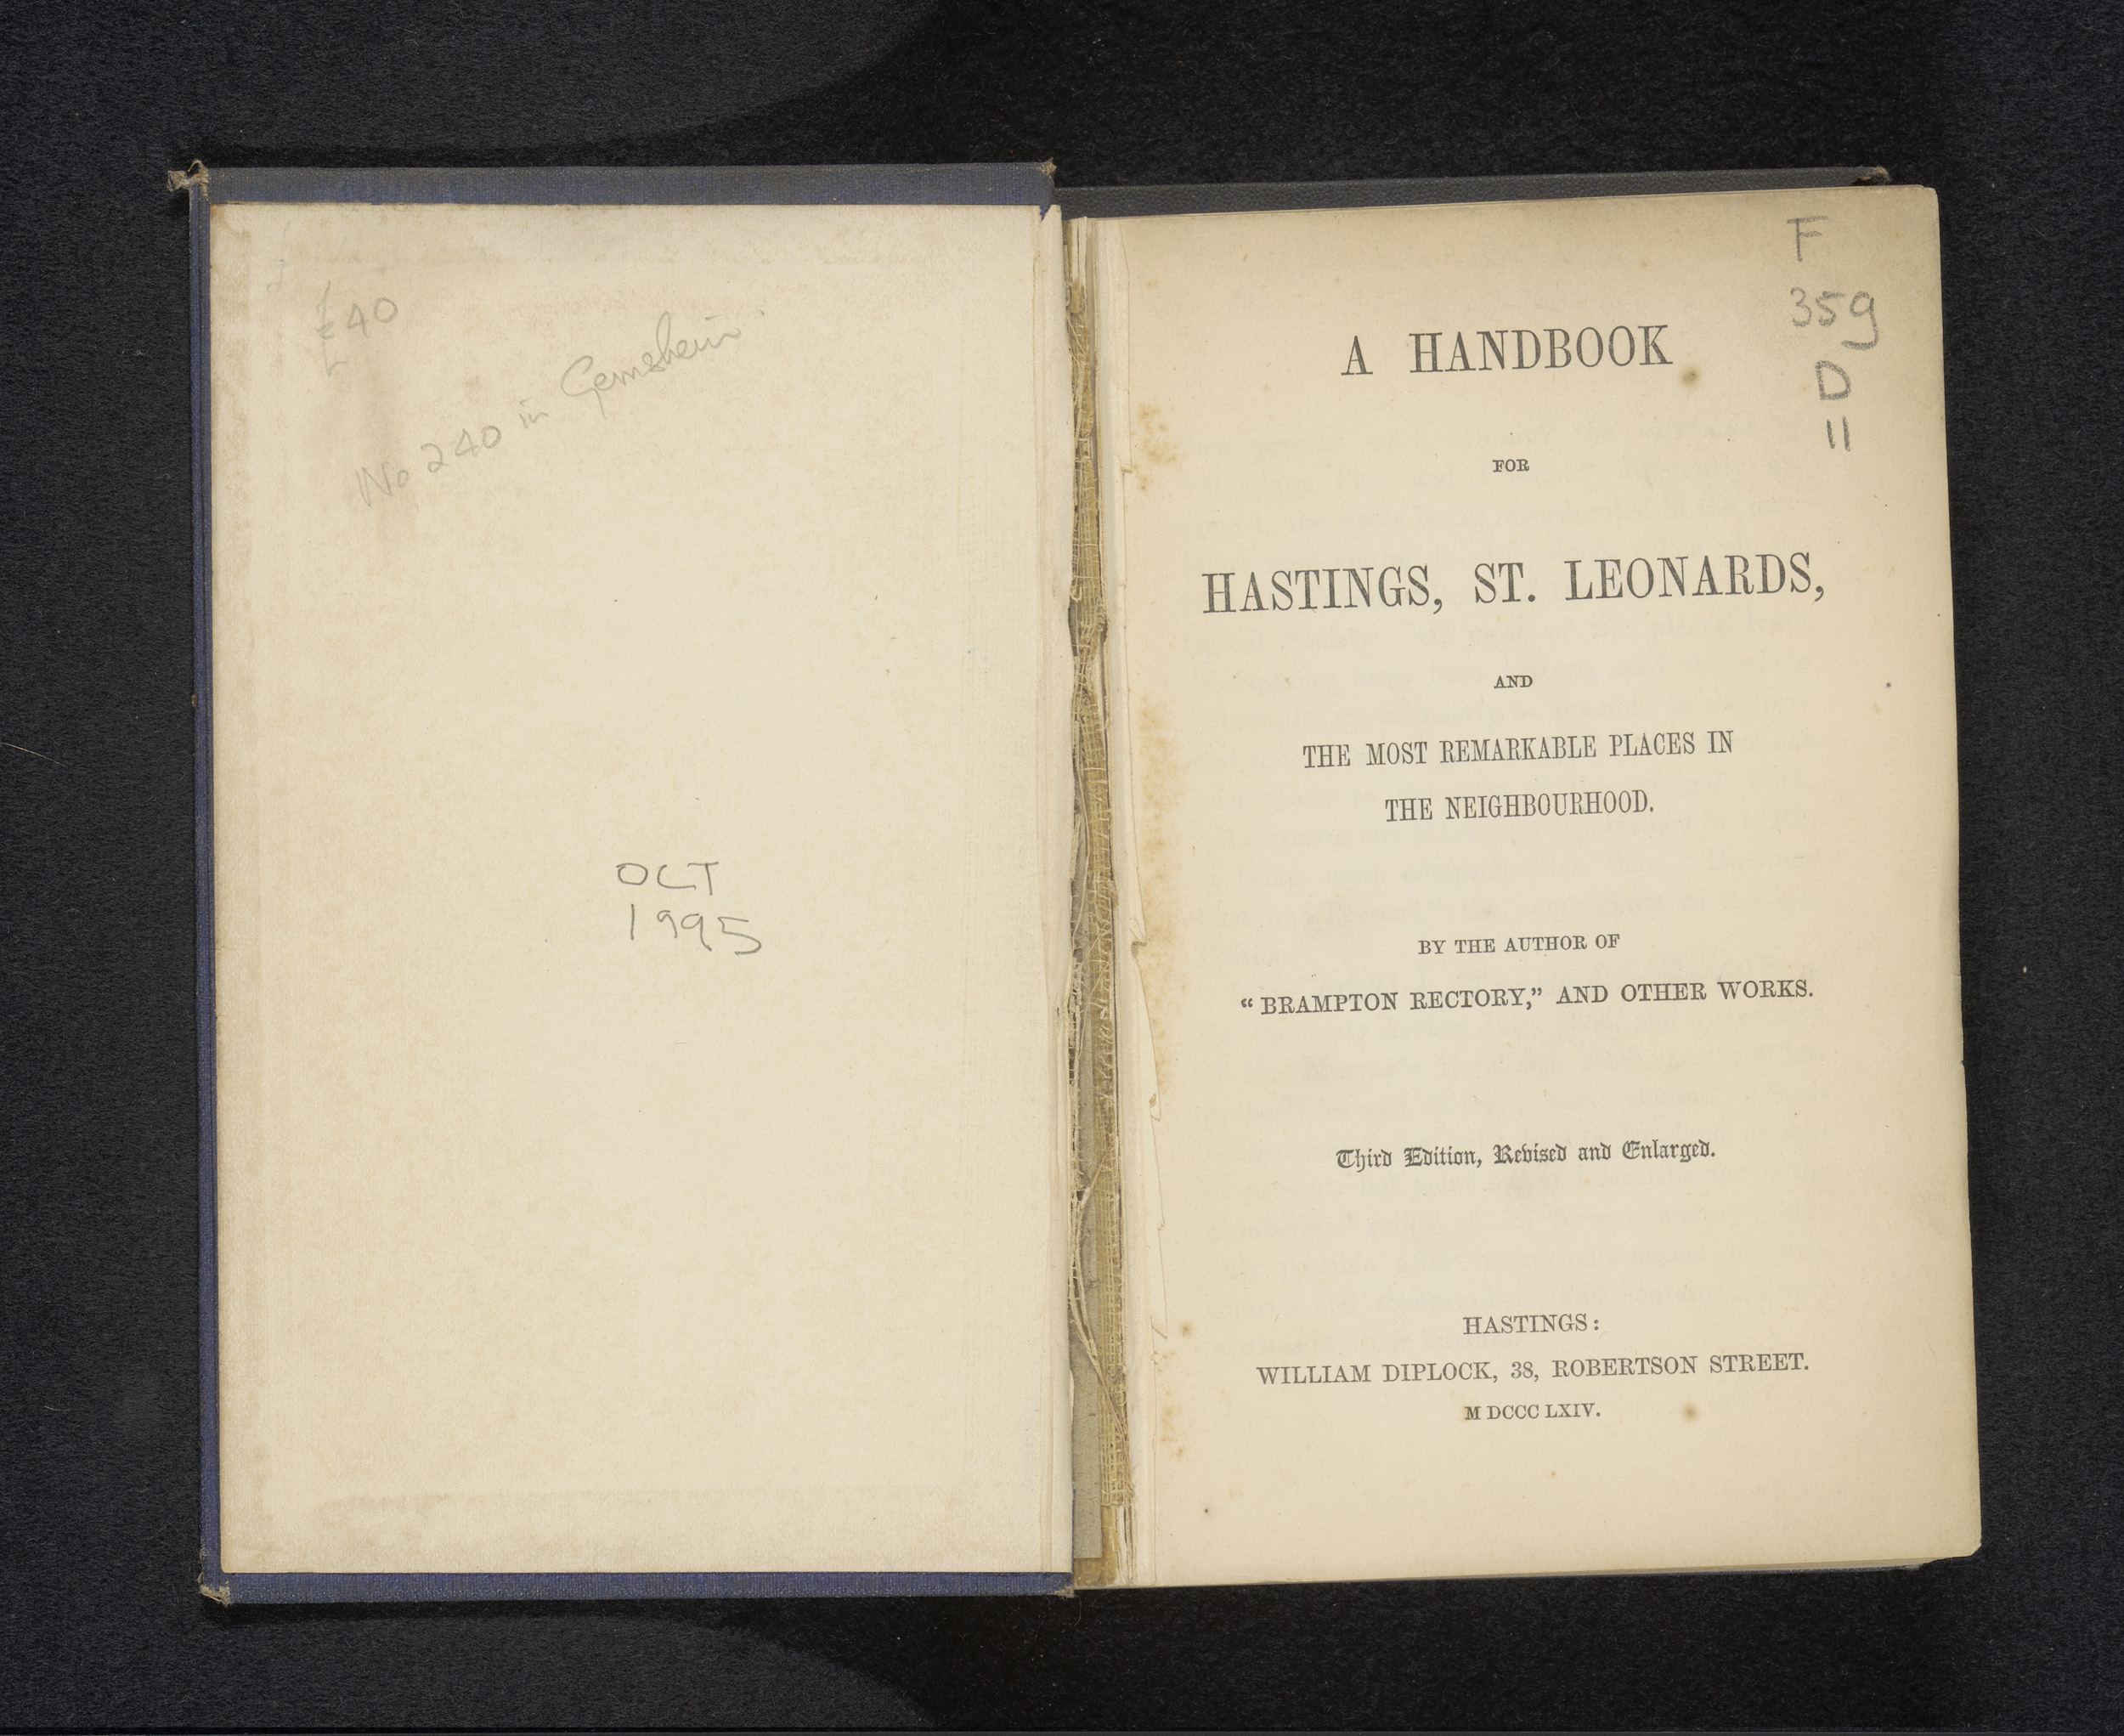 £40
No 240 in Gernsheim
OCT
1995
F
359
D
11
A HANDBOOK
FOR
HASTINGS, ST. LEONARDS,
AND
THE MOST REMARKABLE PLACES IN
THE NEIGHBOURHOOD.
BY THE AUTHOR OF
“BRAMPTON RECTORY,” AND OTHER WORKS.
Third Edition, Revised and Enlarged.
HASTINGS:
WILLIAM DIPLOCK, 38, ROBERTSON STREET.
M DCCC LXIV.